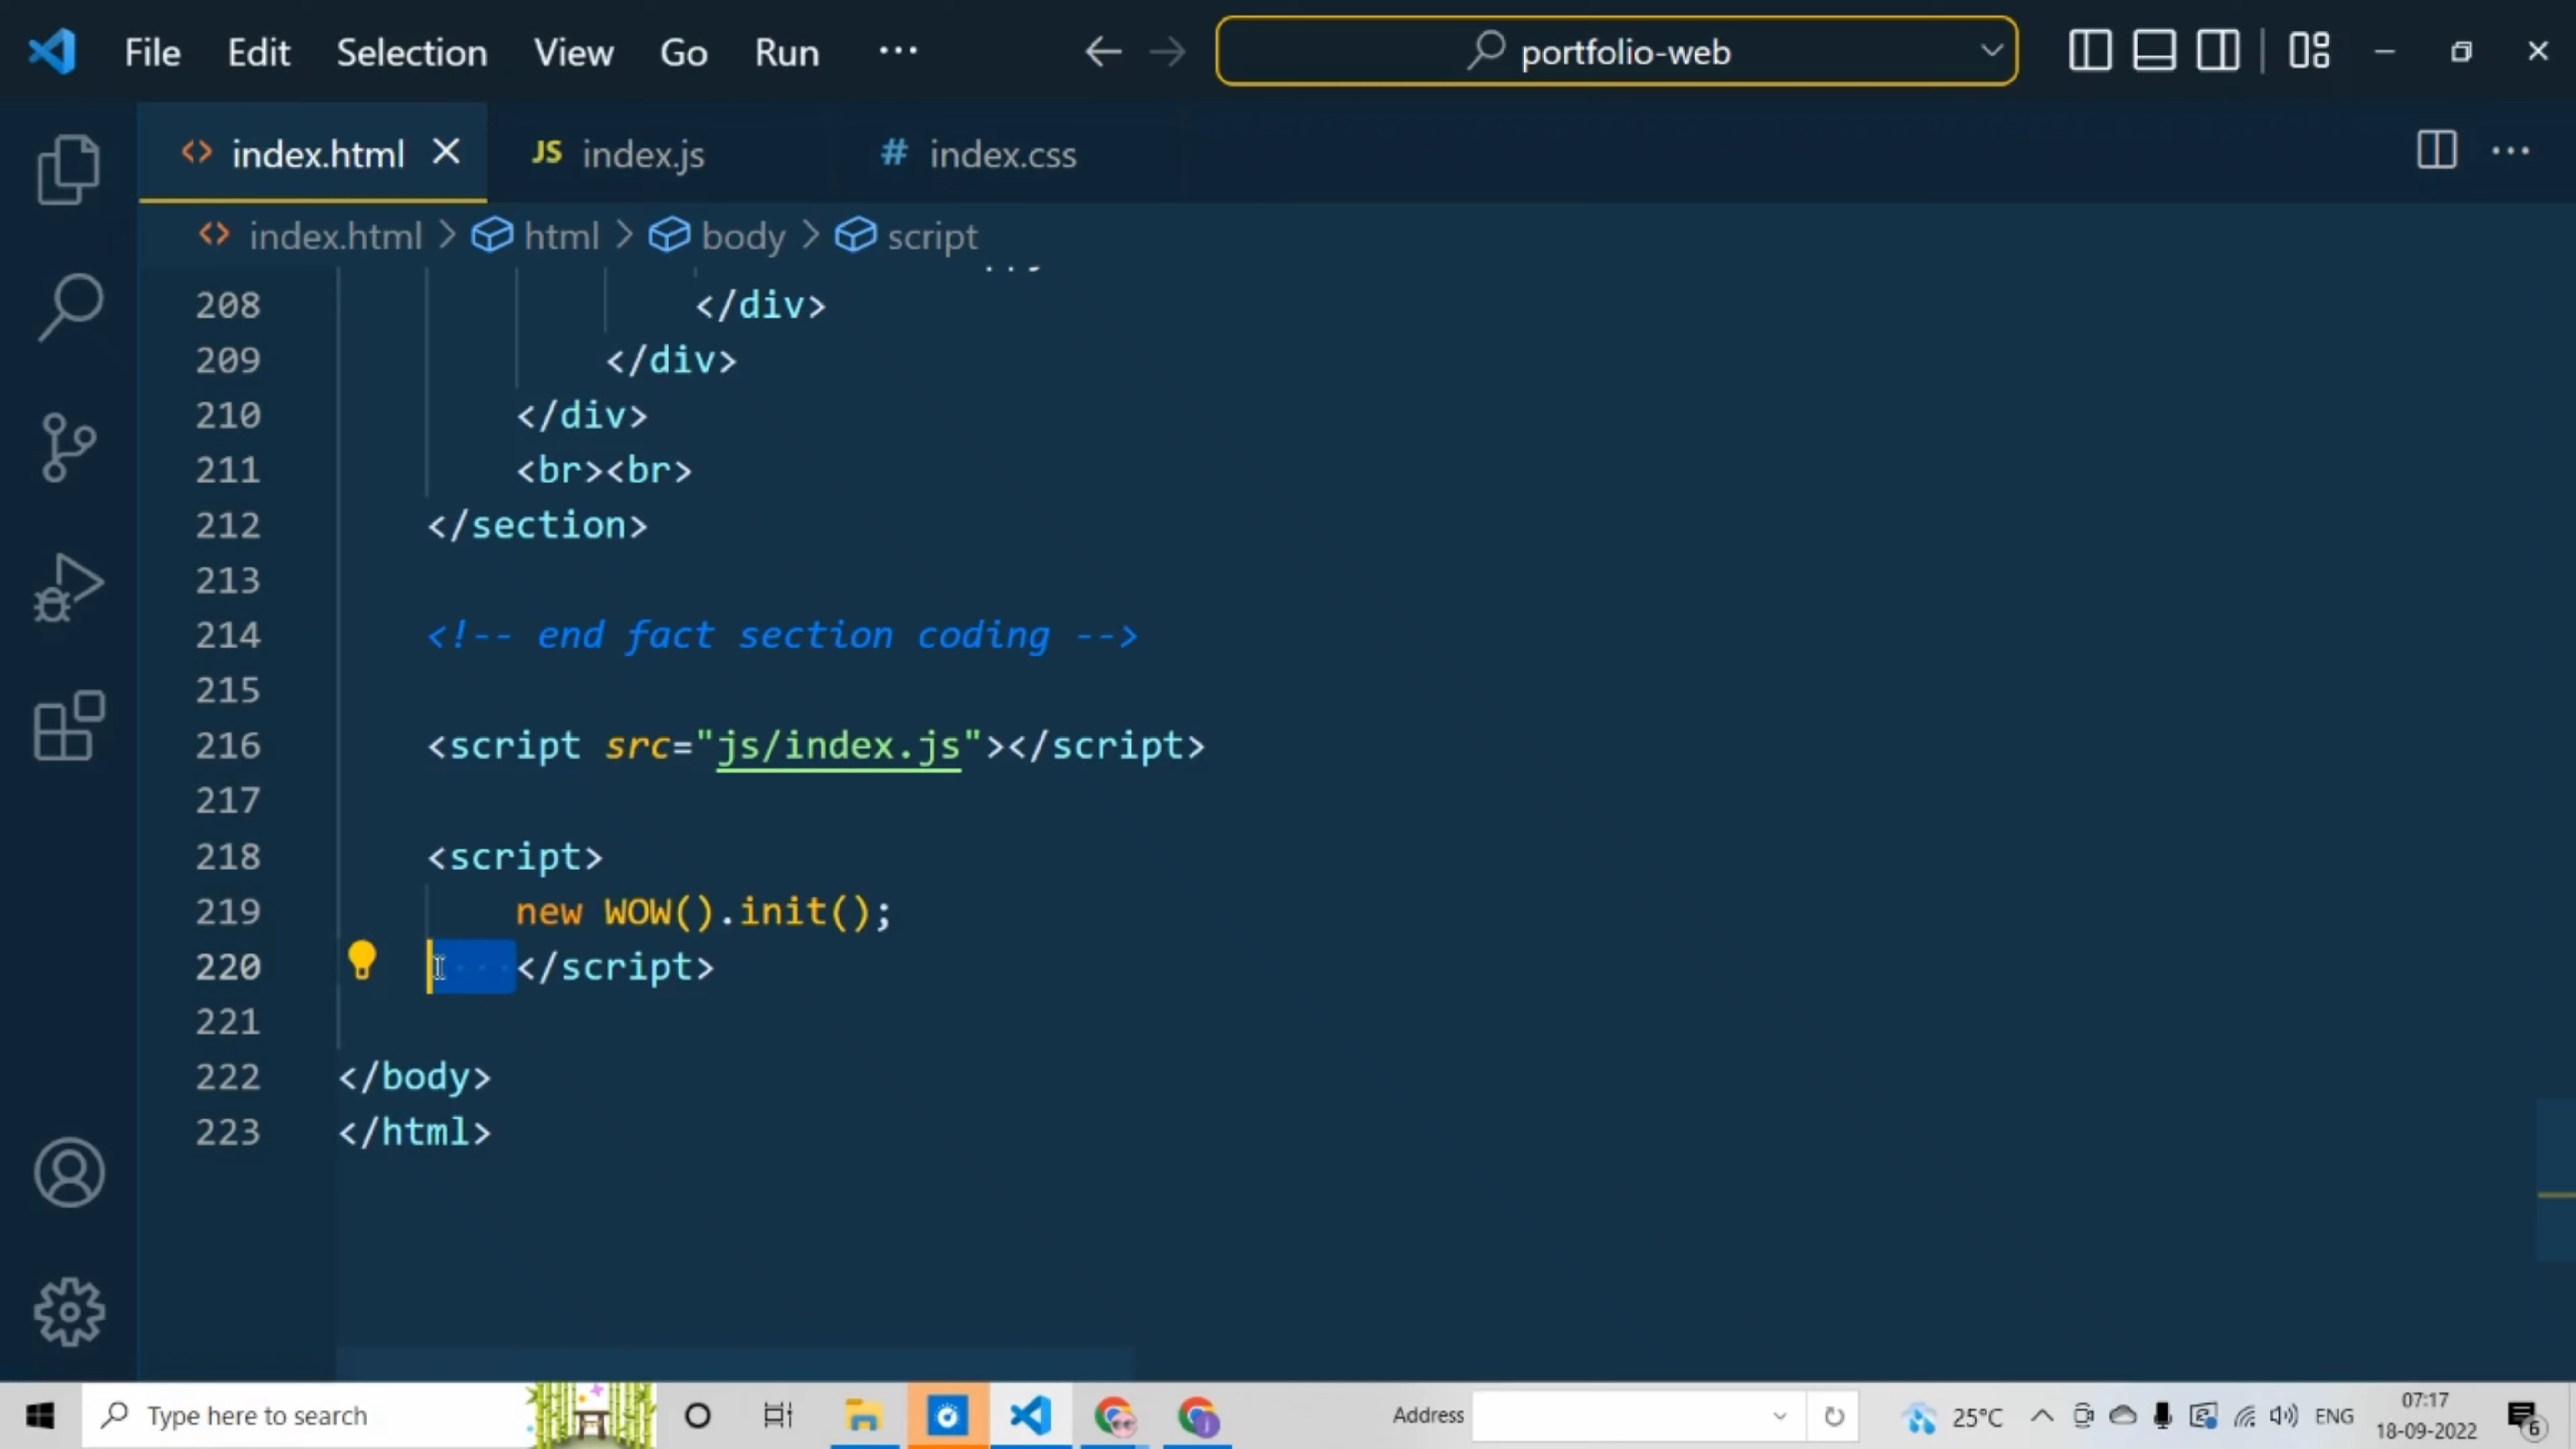 File Edit Selection View Go Run ··· portfolio-web
index.html JS index.js # index.css
index.html > html > body > script
208 </div>
209 </div>
210 </div>
211 <br><br>
212 </section>
213
214 <!-- end fact section coding -->
215
216 <script src="js/index.js"></script>
217
218 <script>
219 new WOW().init();
220 </script>
221
222 </body>
223 </html>
Type here to search Address 25°C ENG 07:17
18-09-2022 6